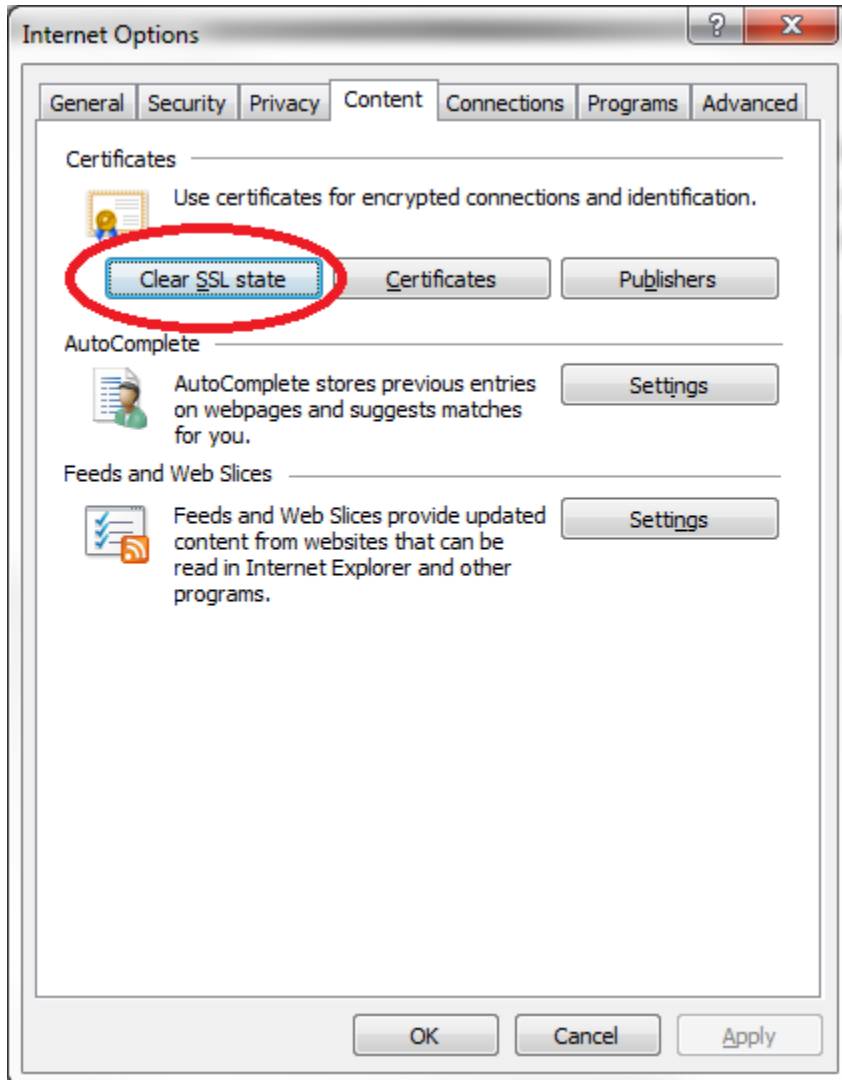 Internet Options
General Security Privacy Content Connections Programs Advanced
Certificates
Use certificates for encrypted connections and identification.
Clear SSL state Certificates Publishers
AutoComplete
AutoComplete stores previous entries
on webpages and suggests matches
for you.
Settings
Feeds and Web Slices
Feeds and Web Slices provide updated
content from websites that can be
read in Internet Explorer and other
programs.
Settings
OK Cancel Apply